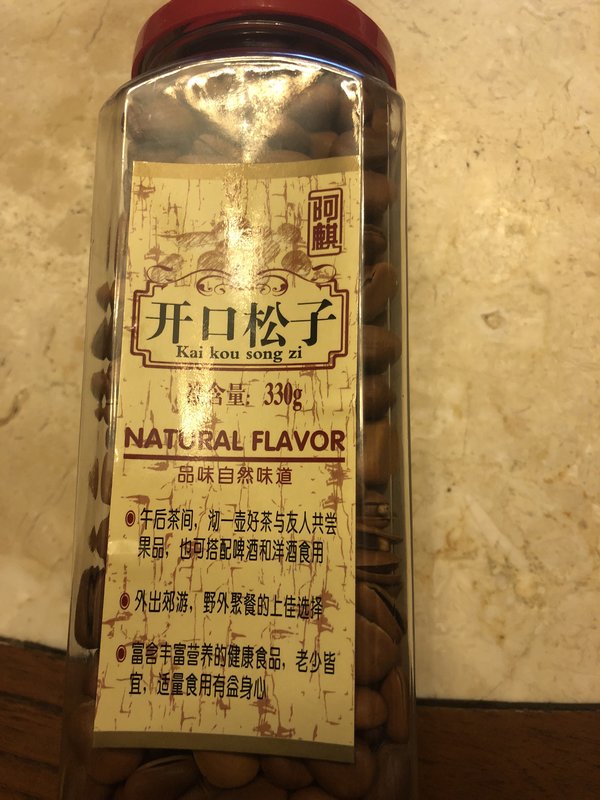 阿麒
开口松子
Kai kou song zi
净含量：330g
NATURAL FLAVOR
品味自然味道
午后茶间，沏一壶好茶与友人共尝
果品，也可搭配啤酒和洋酒食用
外出郊游，野外聚餐的上佳选择
富含丰富营养的健康食品，老少皆
宜，适量食用有益身心